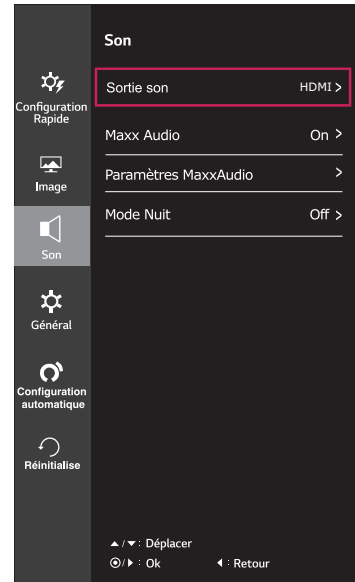 Son
Configuration
Rapide
Image
Son
Général
Configuration
automatique
Réinitialise
Sortie son HDMI >
Maxx Audio On >
Paramètres MaxxAudio >
Mode Nuit Off >
▲/▼ : Déplacer
⦿/▶ : Ok ◀ : Retour